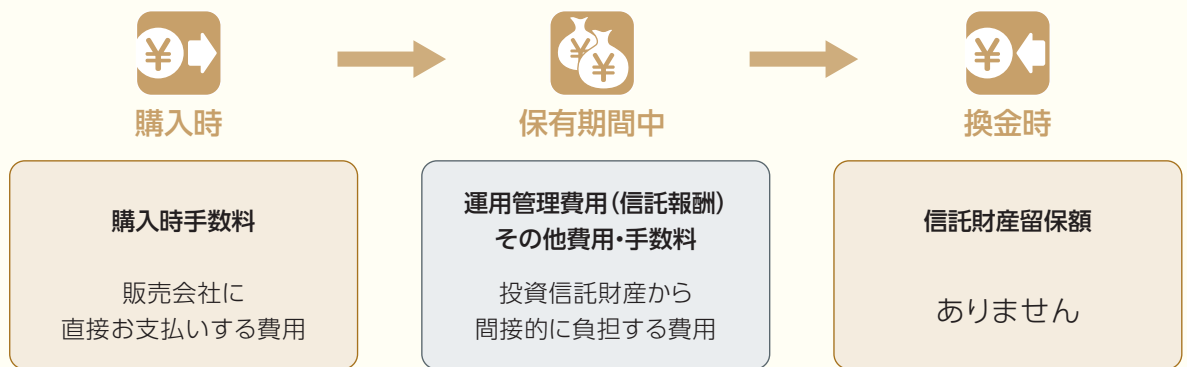 購入時
保有期間中
換金時
購入時手数料
販売会社に
直接お支払いする費用
運用管理費用(信託報酬)
その他費用・手数料
投資信託財産から
間接的に負担する費用
信託財産留保額
ありません